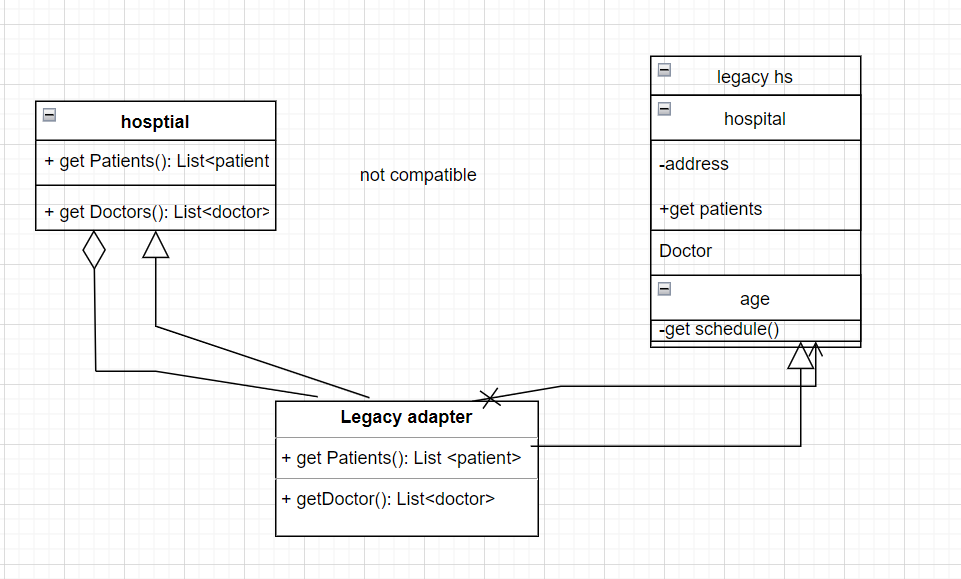 hosptial
+ get Patients(): List<patient
+ get Doctors(): List<doctor>
not compatible
legacy hs
hospital
-address
+get patients
Doctor
age
-get schedule()
Legacy adapter
+ get Patients(): List <patient>
+ getDoctor(): List<doctor>